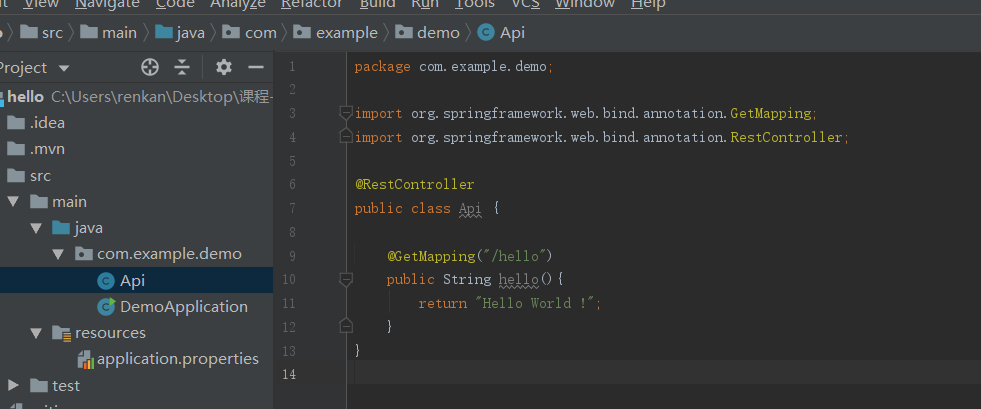 View Navigate Code Analyze Refactor Build Run Tools VCS Window Help
src main java com example demo Api
Project
hello C:\Users\renkan\Desktop\课程-
.idea
.mvn
src
main
java
com.example.demo
Api
DemoApplication
resources
application.properties
test
1 package com.example.demo;
2
3 import org.springframework.web.bind.annotation.GetMapping;
4 import org.springframework.web.bind.annotation.RestController;
5
6 @RestController
7 public class Api {
8
9 @GetMapping("/hello")
10 public String hello(){
11 return "Hello World !";
12 }
13 }
14